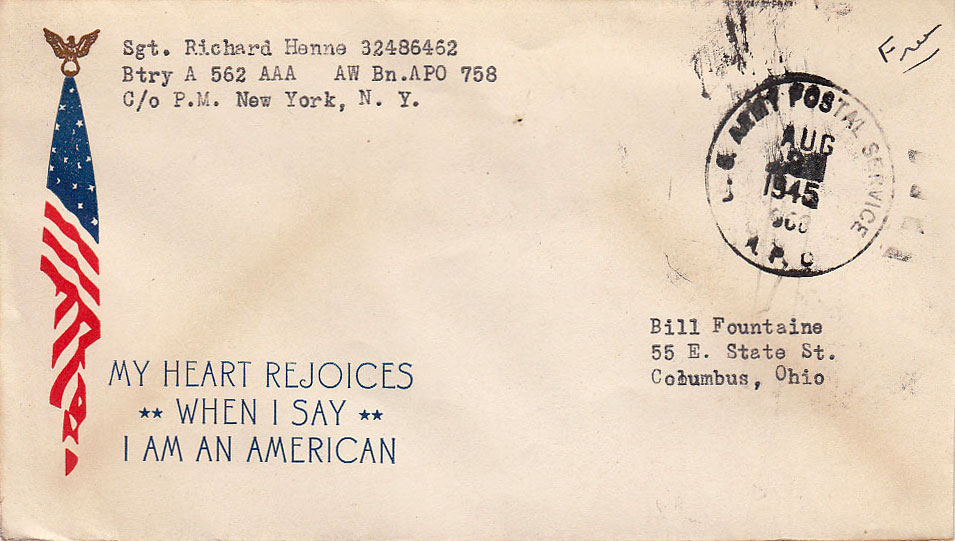 Sgt. Richard Henne 32486462
Btry A 562 AAA AW Bn.APO 758
C/o P.M. New York, N. Y.
Free
U. S. ARMY POSTAL SERVICE
AUG
1945
A. P. O
Bill Fountaine
55 E. State St.
Columbus, Ohio
MY HEART REJOICES
★★ WHEN I SAY ★★
I AM AN AMERICAN